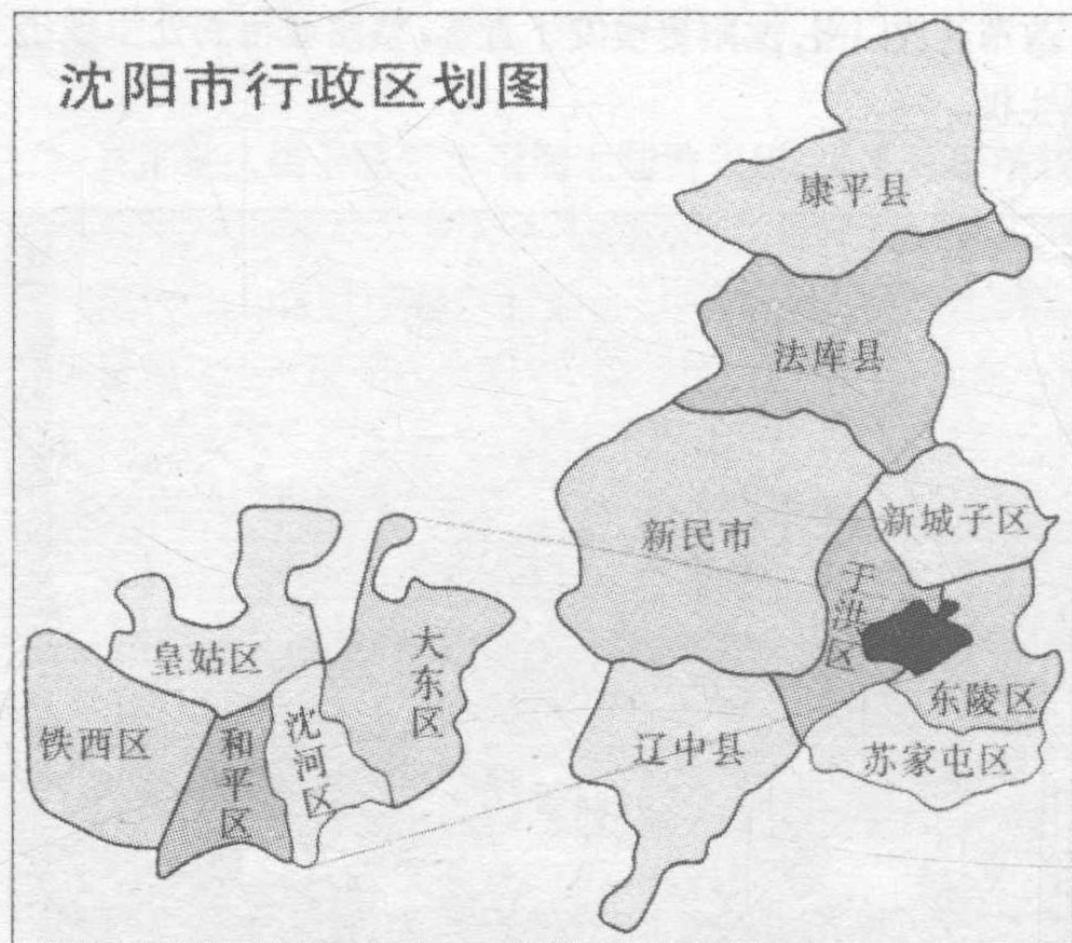 沈阳市行政区划图
康平县
法库县
新民市
新城子区
于洪区
东陵区
苏家屯区
辽中县
皇姑区
大东区
铁西区
和平区
沈河区